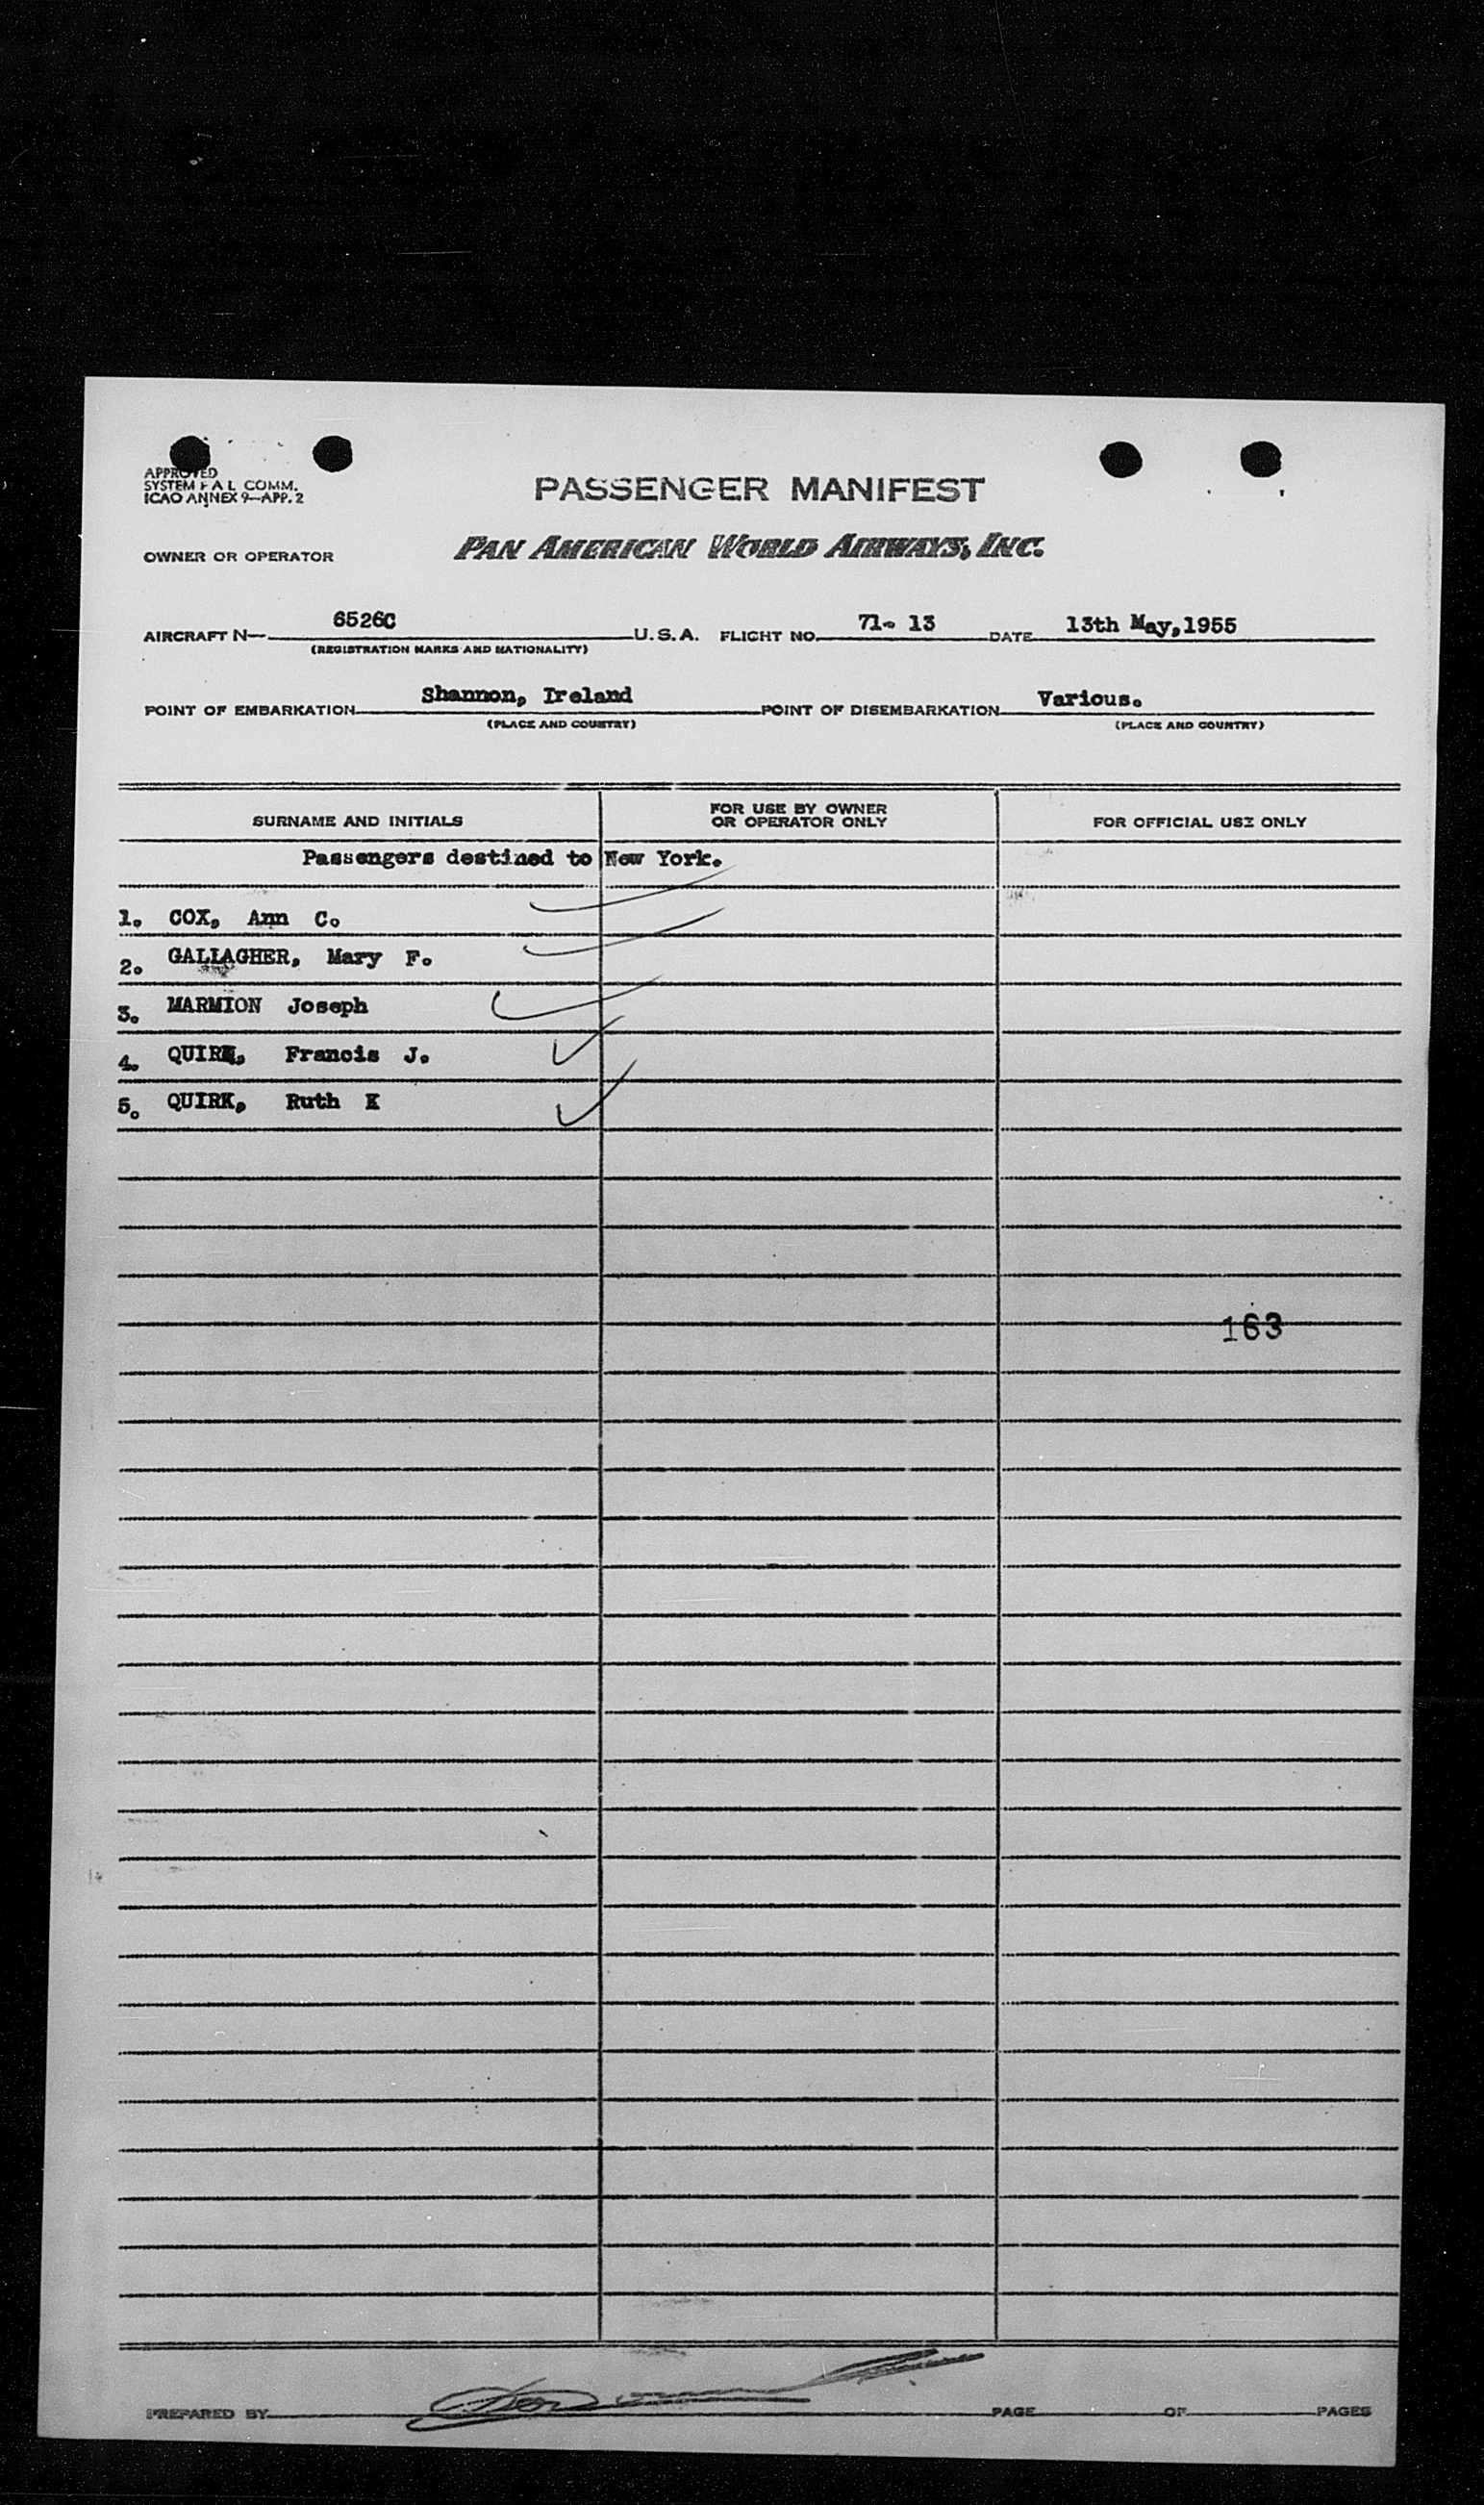 APPROVED
SYSTEM F A L COMM.
ICAO ANNEX 9—APP. 2
PASSENGER MANIFEST
OWNER OR OPERATOR PAN AMERICAN WORLD AIRWAYS, INC.
AIRCRAFT N— 6526C U.S.A. FLIGHT NO. 71- 13 DATE 13th May, 1955
(REGISTRATION MARKS AND NATIONALITY)
POINT OF EMBARKATION Shannon, Ireland POINT OF DISEMBARKATION Various.
(PLACE AND COUNTRY) (PLACE AND COUNTRY)
SURNAME AND INITIALS FOR USE BY OWNER OR OPERATOR ONLY FOR OFFICIAL USE ONLY
Passengers destined to New York.
1. COX, Ann C.
2. GALLAGHER, Mary F.
3. MARMION Joseph
4. QUIRK, Francis J.
5. QUIRK, Ruth K
163
PREPARED BY PAGE OF PAGES